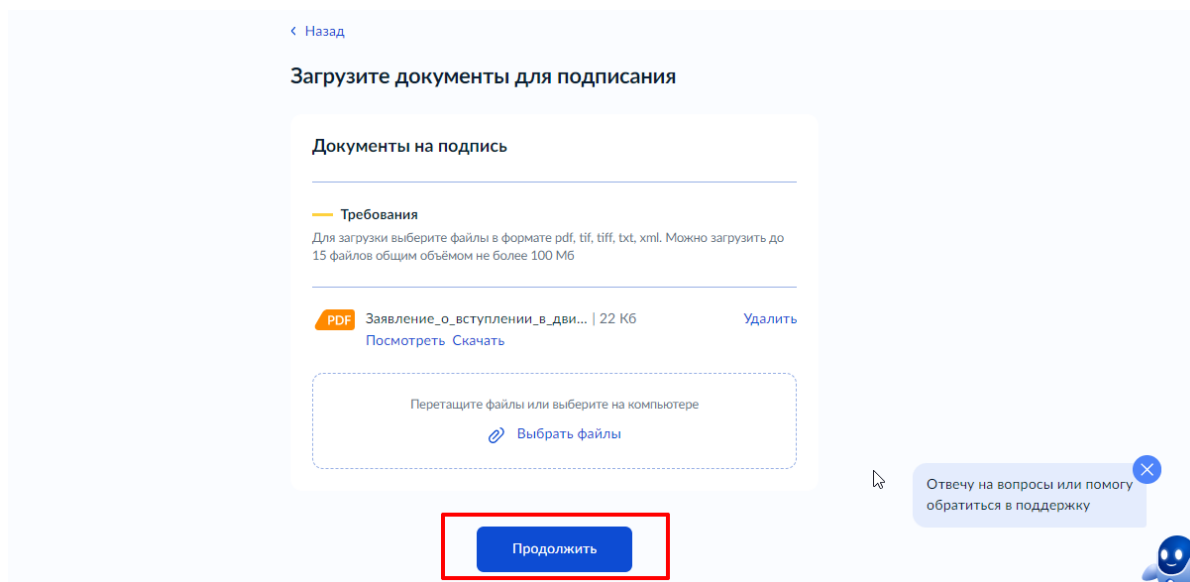 Назад
Загрузите документы для подписания
Документы на подпись
Требования
Для загрузки выберите файлы в формате pdf, tif, tiff, txt, xml. Можно загрузить до
15 файлов общим объёмом не более 100 Мб
PDF Заявление_о_вступлении_в_дви... | 22 Кб Удалить
Посмотреть Скачать
Перетащите файлы или выберите на компьютере
Выбрать файлы
Отвечу на вопросы или помогу
обратиться в поддержку
Продолжить